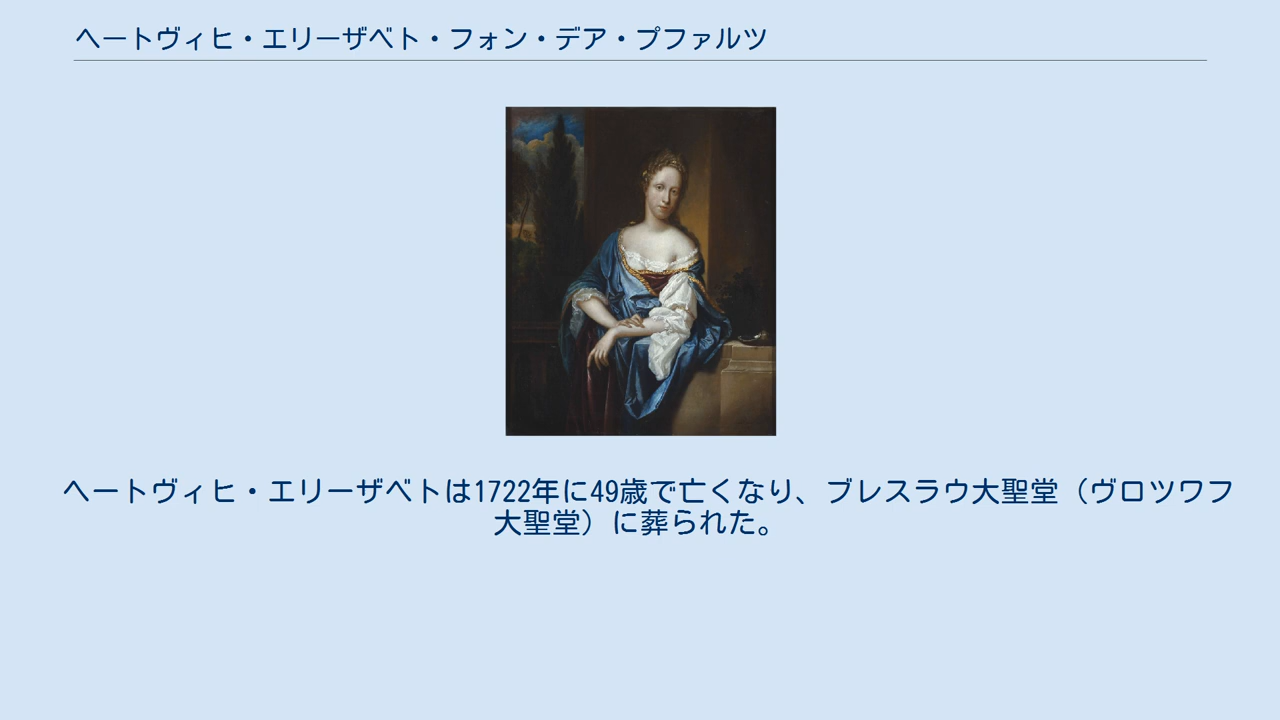 ヘートヴィヒ・エリーザベト・フォン・デア・プファルツ
ヘートヴィヒ・エリーザベトは1722年に49歳で亡くなり、ブレスラウ大聖堂（ヴロツワフ
大聖堂）に葬られた。